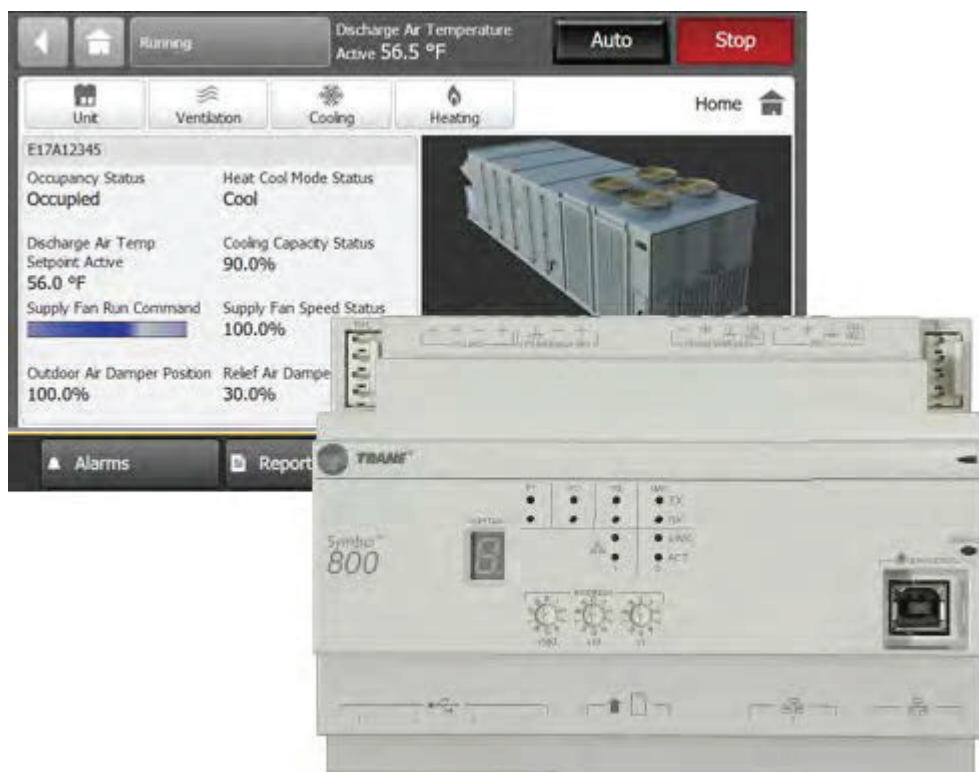 Running
Discharge Air Temperature
Active 56.5 °F
Auto
Stop
Unit
Ventilation
Cooling
Heating
Home
E17A12345
Occupancy Status
Occupied
Heat Cool Mode Status
Cool
Discharge Air Temp
Setpoint Active
56.0 °F
Cooling Capacity Status
90.0%
Supply Fan Run Command
Supply Fan Speed Status
100.0%
Outdoor Air Damper Position
100.0%
Relief Air Dampe
30.0%
Alarms
Report
TRANE
Symbio™
800
TX
LINK
ACT